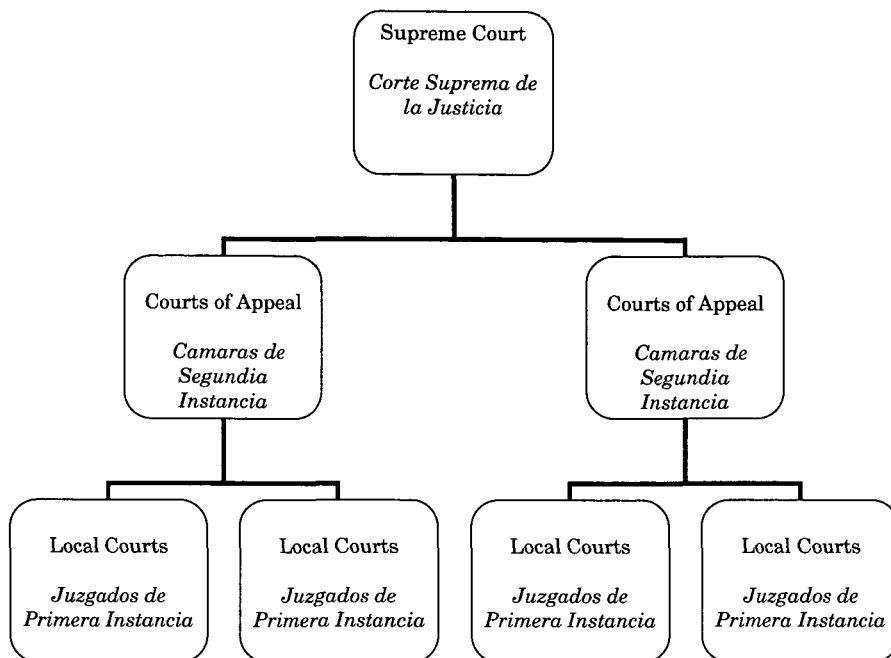 Supreme Court
Corte Suprema de
la Justicia
Courts of Appeal
Camaras de
Segundia
Instancia
Courts of Appeal
Camaras de
Segundia
Instancia
Local Courts
Juzgados de
Primera Instancia
Local Courts
Juzgados de
Primera Instancia
Local Courts
Juzgados de
Primera Instancia
Local Courts
Juzgados de
Primera Instancia